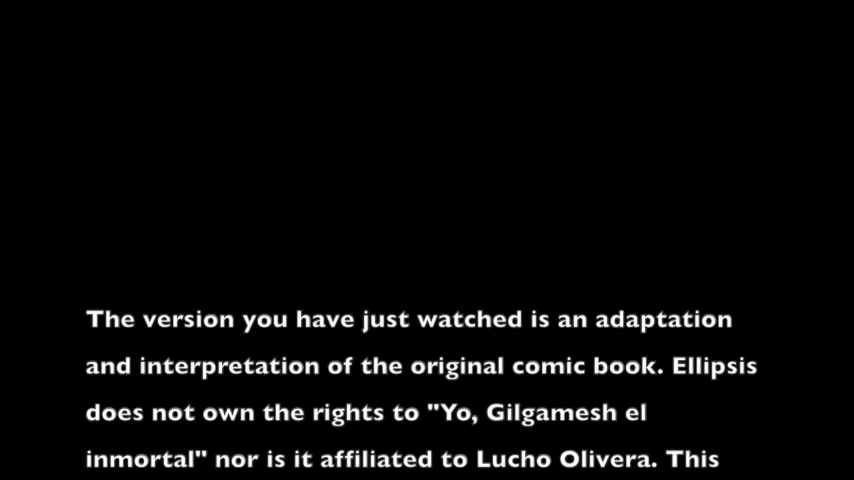 The version you have just watched is an adaptation
and interpretation of the original comic book. Ellipsis
does not own the rights to "Yo, Gilgamesh el
inmortal" nor is it affiliated to Lucho Olivera. This